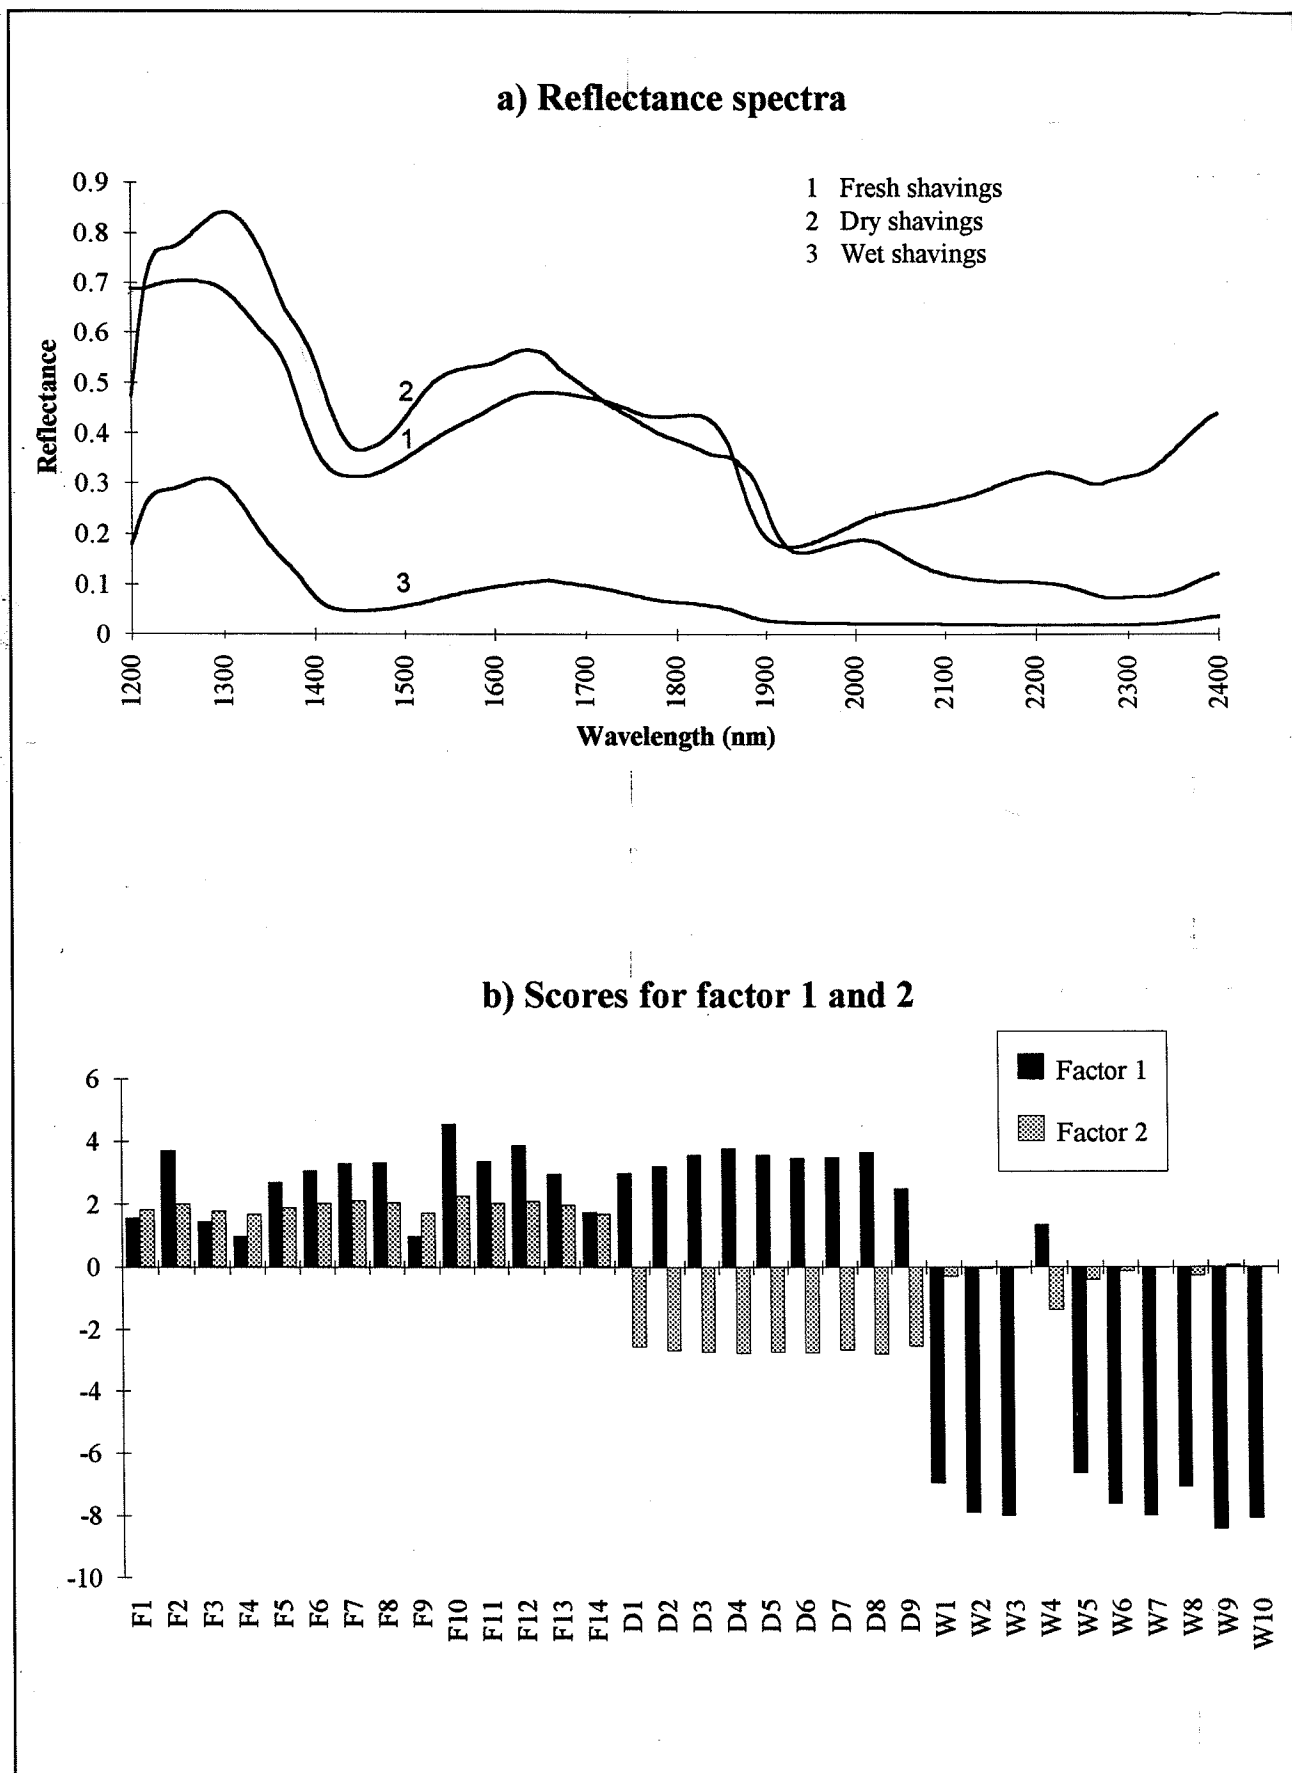 a) Reflectance spectra
1 Fresh shavings
2 Dry shavings
3 Wet shavings
Reflectance
0.9
0.8
0.7
0.6
0.5
0.4
0.3
0.2
0.1
0
2
1
3
1200 1300 1400 1500 1600 1700 1800 1900 2000 2100 2200 2300 2400
Wavelength (nm)
b) Scores for factor 1 and 2
Factor 1
Factor 2
6
4
2
0
-2
-4
-6
-8
-10
F1 F2 F3 F4 F5 F6 F7 F8 F9 F10 F11 F12 F13 F14 D1 D2 D3 D4 D5 D6 D7 D8 D9 W1 W2 W3 W4 W5 W6 W7 W8 W9 W10